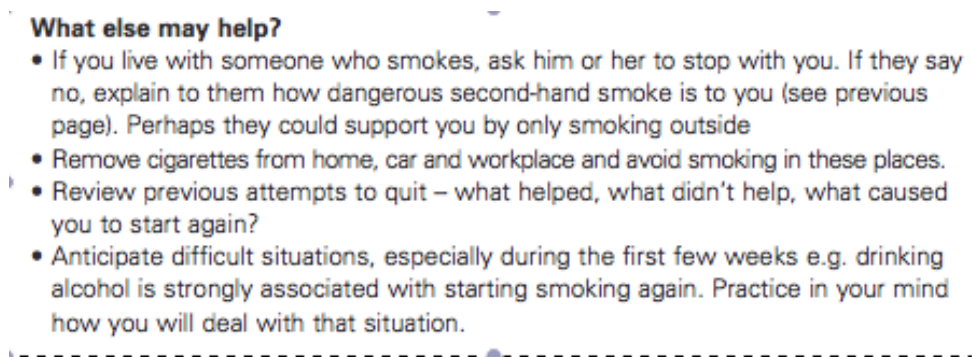 What else may help?
• If you live with someone who smokes, ask him or her to stop with you. If they say
no, explain to them how dangerous second-hand smoke is to you (see previous
page). Perhaps they could support you by only smoking outside
• Remove cigarettes from home, car and workplace and avoid smoking in these places.
• Review previous attempts to quit – what helped, what didn't help, what caused
you to start again?
• Anticipate difficult situations, especially during the first few weeks e.g. drinking
alcohol is strongly associated with starting smoking again. Practice in your mind
how you will deal with that situation.